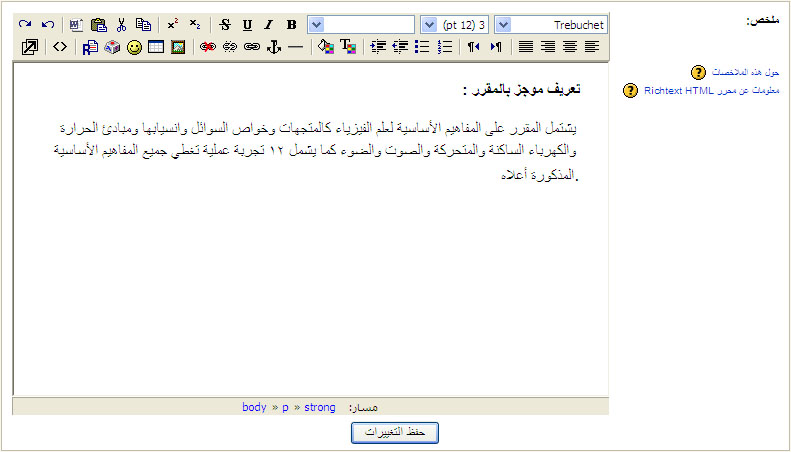 ملخص:
حول هذه الملاخصات
معلومات عن محرر Richtext HTML
Trebuchet
3 (12 pt)
B I U S
تعريف موجز بالمقرر :
يشتمل المقرر على المفاهيم الأساسية لعلم الفيزياء كالمتجهات وخواص السوائل وانسيابها ومبادئ الحرارة
والكهرباء الساكنة والمتحركة والصوت والضوء كما يشمل ١٢ تجربة عملية تغطي جميع المفاهيم الأساسية
المذكورة أعلاه.
مسار: body » p » strong
حفظ التغييرات